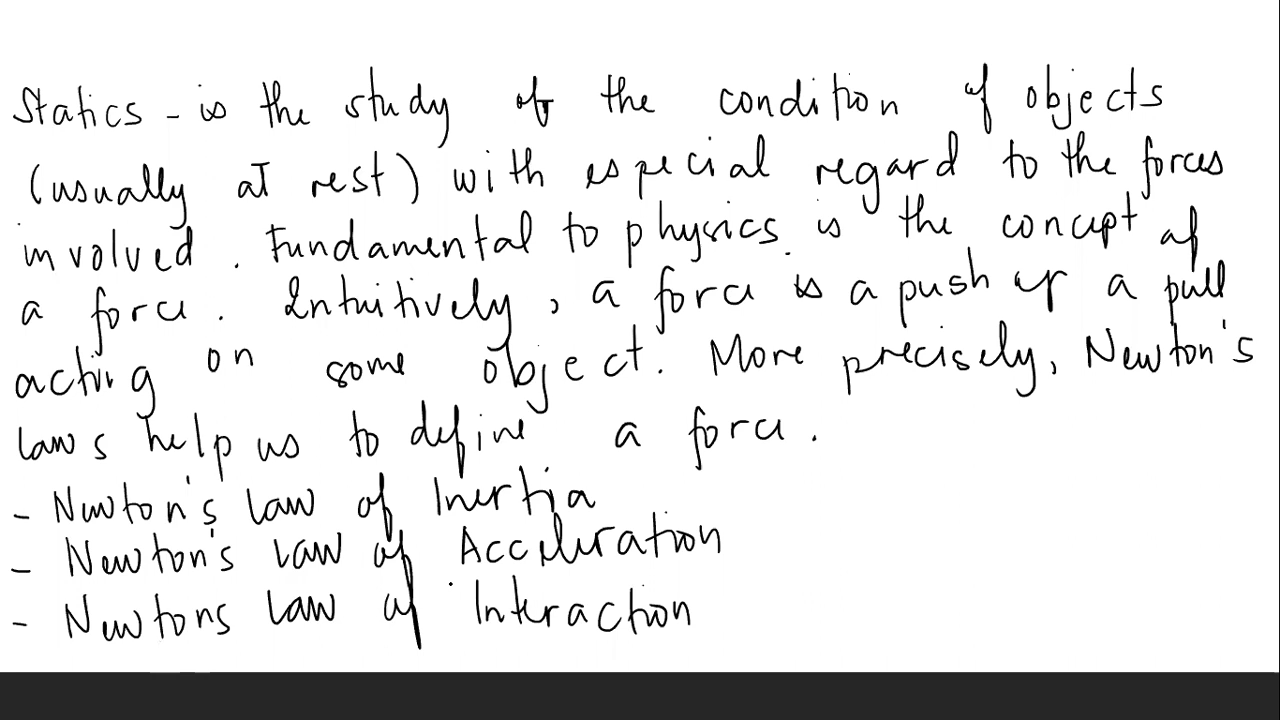 Statics - is the study of the condition of objects
(usually at rest) with especial regard to the forces
involved. Fundamental to physics is the concept of
a force. Intuitively, a force is a push or a pull
acting on some object. More precisely, Newton's
laws help us to define a force.
- Newton's law of Inertia
- Newton's law of Acceleration
- Newtons law of Interaction